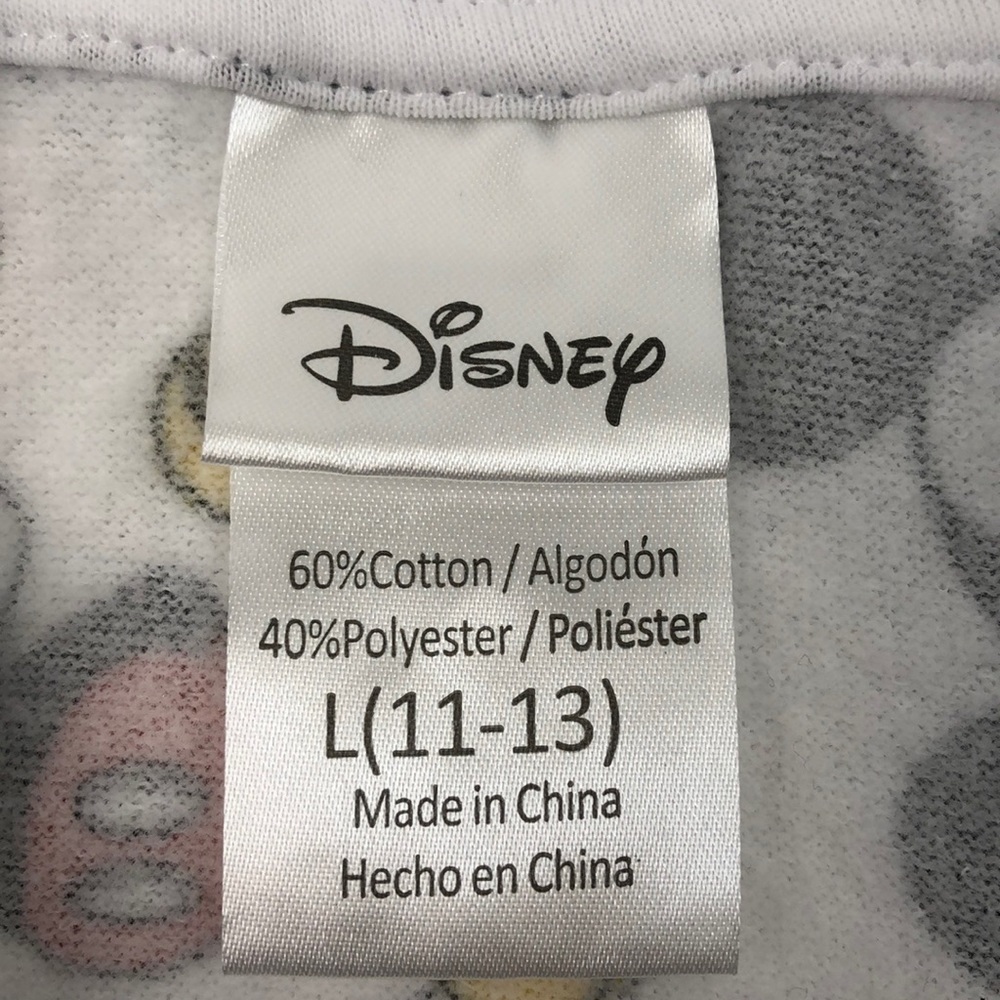 Disney
60%Cotton / Algodón
40%Polyester / Poliéster
L(11-13)
Made in China
Hecho en China